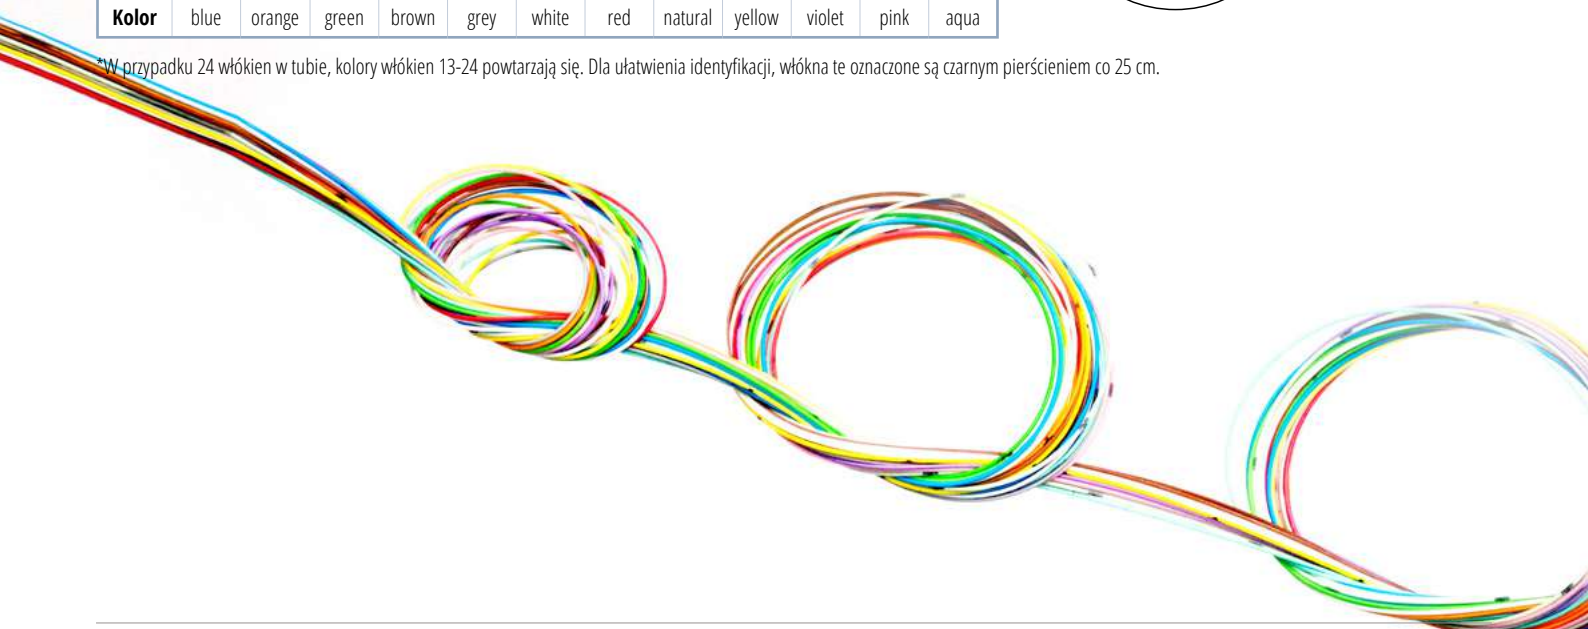 Kolor blue orange green brown grey white red natural yellow violet pink aqua
*W przypadku 24 włókien w tubie, kolory włókien 13-24 powtarzają się. Dla ułatwienia identyfikacji, włókna te oznaczone są czarnym pierścieniem co 25 cm.